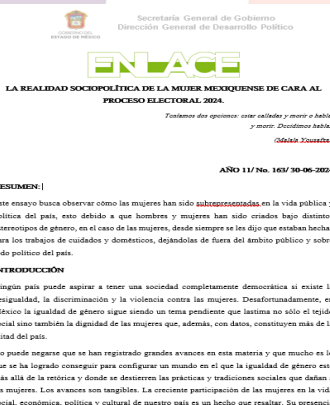 Secretaría General de Gobierno
Dirección General de Desarrollo Político
GOBIERNO DEL
ESTADO DE MÉXICO
ENLACE
LA REALIDAD SOCIOPOLÍTICA DE LA MUJER MEXIQUENSE DE CARA AL
PROCESO ELECTORAL 2024.
Teníamos dos opciones: estar calladas y morir o habla
y morir. Decidimos habla
(Malala Yousafza
AÑO 11/ No. 163/ 30-06-202
ESUMEN:
ste ensayo busca observar cómo las mujeres han sido subrepresentadas en la vida pública y
olítica del país, esto debido a que hombres y mujeres han sido criados bajo distinto
stereotipos de género, en el caso de las mujeres, desde siempre se les dijo que estaban hecha
ara los trabajos de cuidados y domésticos, dejándolas de fuera del ámbito público y sobr
odo político del país.
NTRODUCCIÓN
ingún país puede aspirar a tener una sociedad completamente democrática si existe l
esigualdad, la discriminación y la violencia contra las mujeres. Desafortunadamente, e
éxico la igualdad de género sigue siendo un tema pendiente que lastima no sólo el tejid
ocial sino también la dignidad de las mujeres que, además, con datos, constituyen más de l
itad del país.
o puede negarse que se han registrado grandes avances en esta materia y que mucho es l
ue se ha logrado conseguir para configurar un mundo en el que la igualdad de género est
ás allá de la retórica y donde se destierren las prácticas y tradiciones sociales que dañan
as mujeres. Los avances son tangibles. La creciente participación de las mujeres en la vida
ocial, económica, política y cultural de nuestro país es un hecho que resaltar. Su presenci